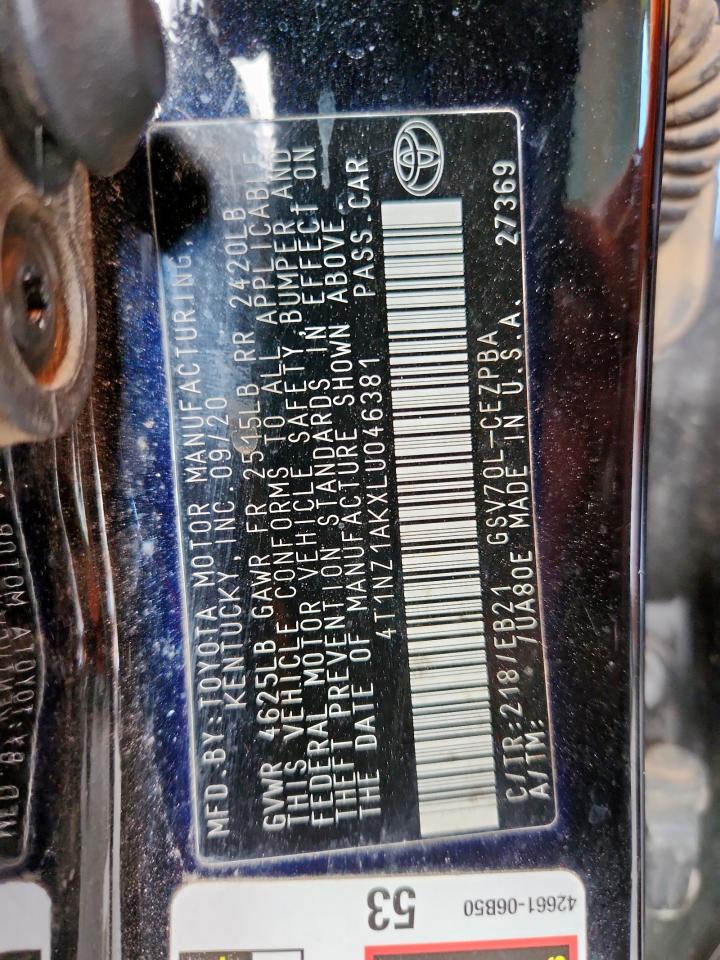 MFD BY:TOYOTA MOTOR MANUFACTURING,
KENTUCKY INC. 09/20
GVWR 4625LB GAWR FR 2515LB RR 2420LB
THIS VEHICLE CONFORMS TO ALL APPLICABLE
FEDERAL MOTOR VEHICLE SAFETY, BUMPER AND
THEFT PREVENTION STANDARDS IN EFFECT ON
THE DATE OF MANUFACTURE SHOWN ABOVE
4T1NZ1AKXLU046381 PASS.CAR
C/TR:218/EB21 GSV70L-CEZPBA
A/TM: 7UA80E MADE IN U.S.A. 27369
53
42661-06B50